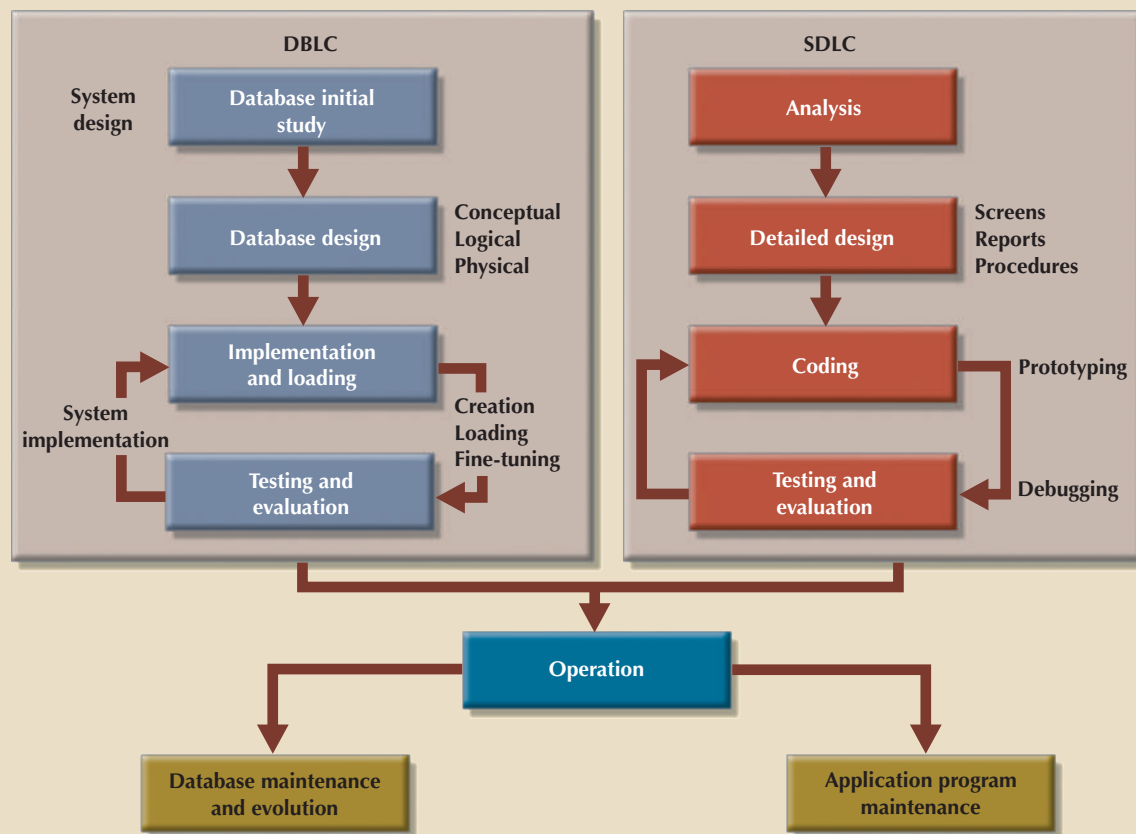 DBLC
System
design
Database initial
study
Database design
Conceptual
Logical
Physical
Implementation
and loading
System
implementation
Creation
Loading
Fine-tuning
Testing and
evaluation
SDLC
Analysis
Detailed design
Screens
Reports
Procedures
Coding
Prototyping
Testing and
evaluation
Debugging
Operation
Database maintenance
and evolution
Application program
maintenance